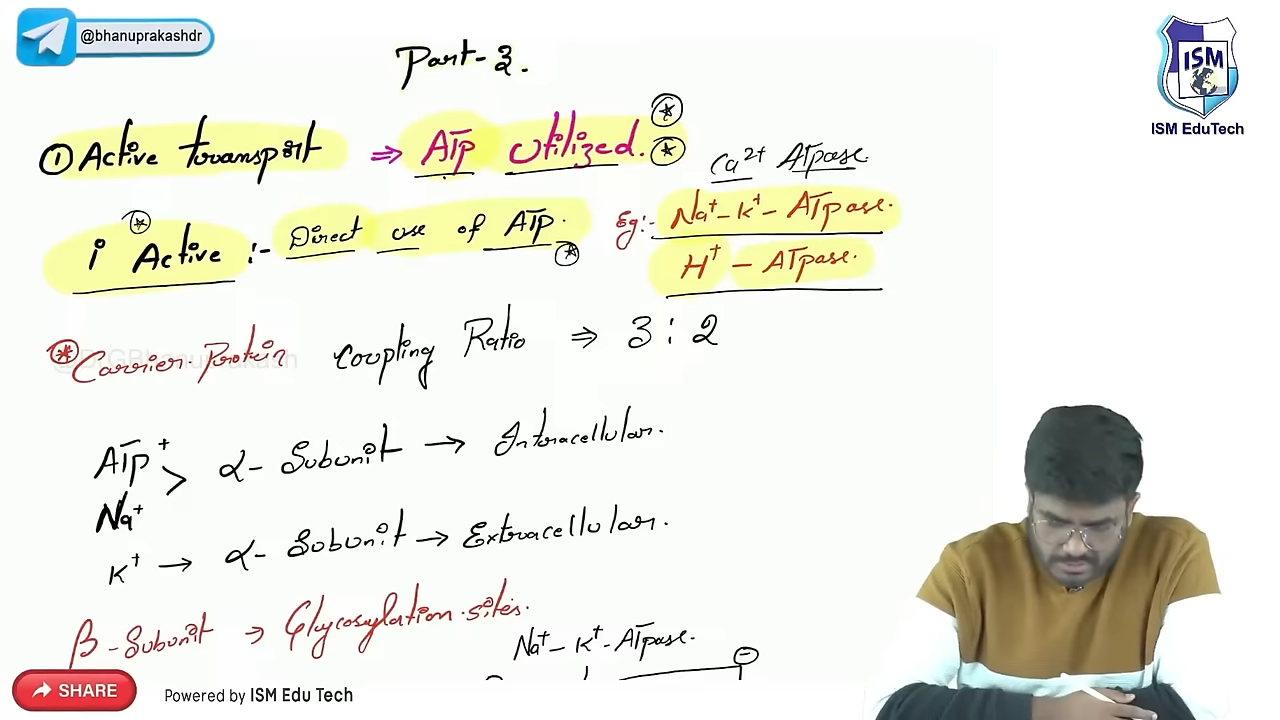 @bhanuprakashdr
ISM
ISM EduTech
Part-3.
① Active transport ⇒ ATP Utilized.
Ca²⁺ ATpase.
i Active :- Direct use of ATP.
Eg:- Na⁺-K⁺-ATpase.
H⁺ - ATpase.
Carrier Protein Coupling Ratio ⇒ 3 : 2
ATP + > α- Subunit → Intracellular.
Na⁺
K⁺ → α- Subunit → Extracellular.
β-Subunit → Glycosylation sites.
Na⁺-K⁺-ATpase.
SHARE
Powered by ISM Edu Tech